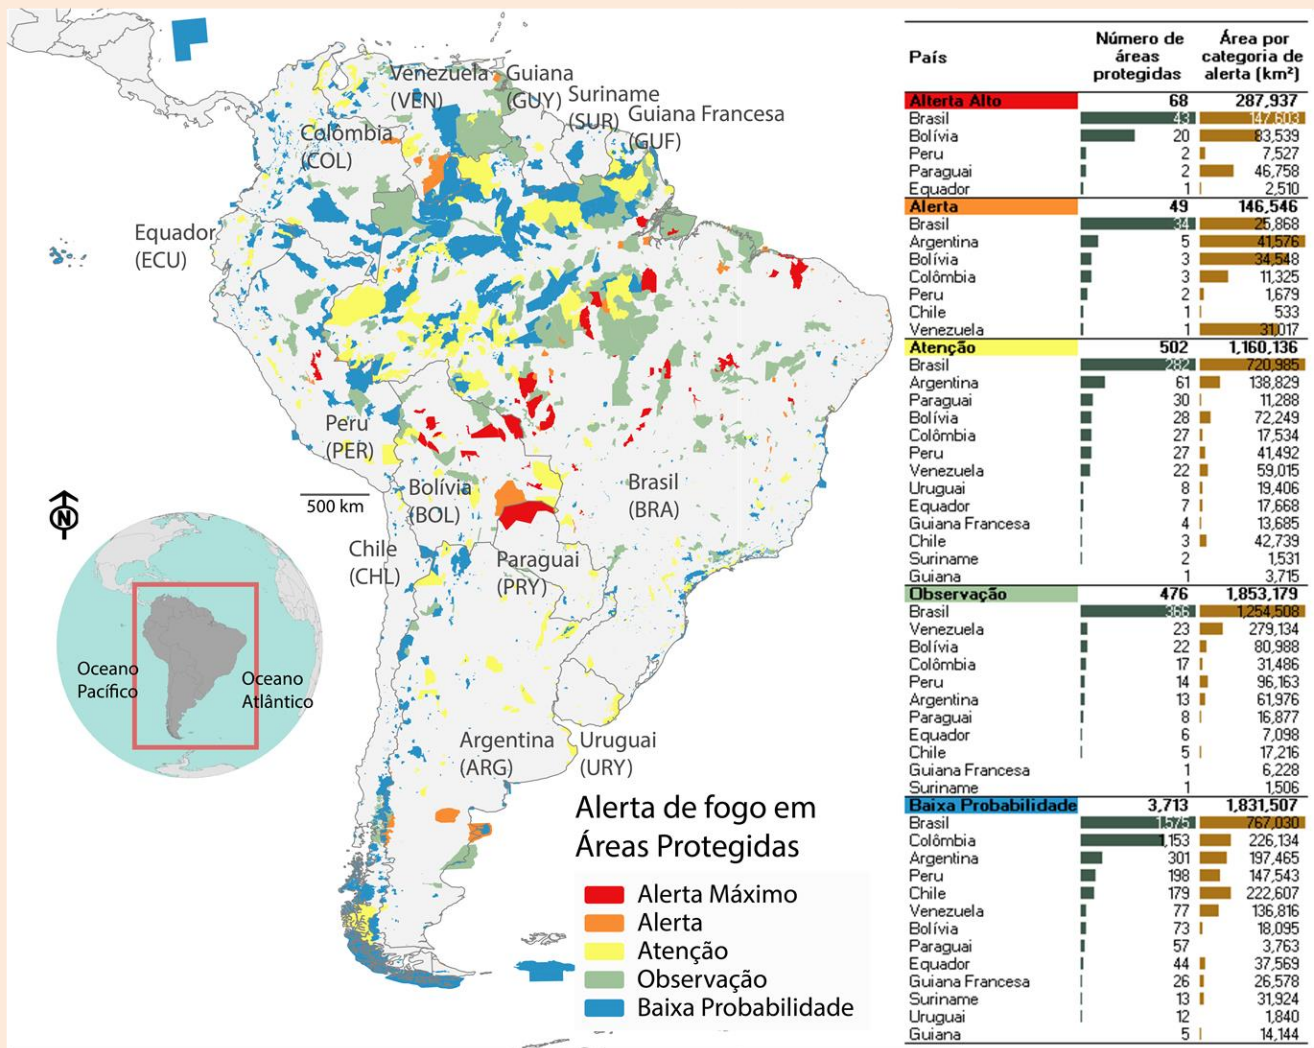 Venezuela
(VEN)
Guiana
(GUY)
Suriname
(SUR)
Guiana Francesa
(GUF)
Colômbia
(COL)
Equador
(ECU)
Peru
(PER)
Bolívia
(BOL)
Brasil
(BRA)
500 km
N
Chile
(CHL)
Paraguai
(PRY)
Oceano
Pacífico
Oceano
Atlântico
Argentina
(ARG)
Uruguai
(URY)
Alerta de fogo em
Áreas Protegidas
Alerta Máximo
Alerta
Atenção
Observação
Baixa Probabilidade
País Número de áreas protegidas Área por categoria de alerta (km²)
Alterta Alto 68 287,937
Brasil 43 147,603
Bolívia 20 83,539
Peru 2 7,527
Paraguai 2 46,758
Equador 1 2,510
Alerta 49 146,546
Brasil 34 25,868
Argentina 5 41,576
Bolívia 3 34,548
Colômbia 3 11,325
Peru 2 1,679
Chile 1 533
Venezuela 1 31,017
Atenção 502 1,160,136
Brasil 282 720,985
Argentina 61 138,829
Paraguai 30 11,288
Bolívia 28 72,249
Colômbia 27 17,534
Peru 27 41,492
Venezuela 22 59,015
Uruguai 8 19,406
Equador 7 17,668
Guiana Francesa 4 13,685
Chile 3 42,739
Suriname 2 1,531
Guiana 1 3,715
Observação 476 1,853,179
Brasil 366 1,254,508
Venezuela 23 279,134
Bolívia 22 80,988
Colômbia 17 31,486
Peru 14 96,163
Argentina 13 61,976
Paraguai 8 16,877
Equador 6 7,098
Chile 5 17,216
Guiana Francesa 1 6,228
Suriname 1 1,506
Baixa Probabilidade 3,713 1,831,507
Brasil 1,575 767,030
Colômbia 1,153 226,134
Argentina 301 197,465
Peru 198 147,543
Chile 179 222,607
Venezuela 77 136,816
Bolívia 73 18,095
Paraguai 57 3,763
Equador 44 37,569
Guiana Francesa 26 26,578
Suriname 13 31,924
Uruguai 12 1,840
Guiana 5 14,144